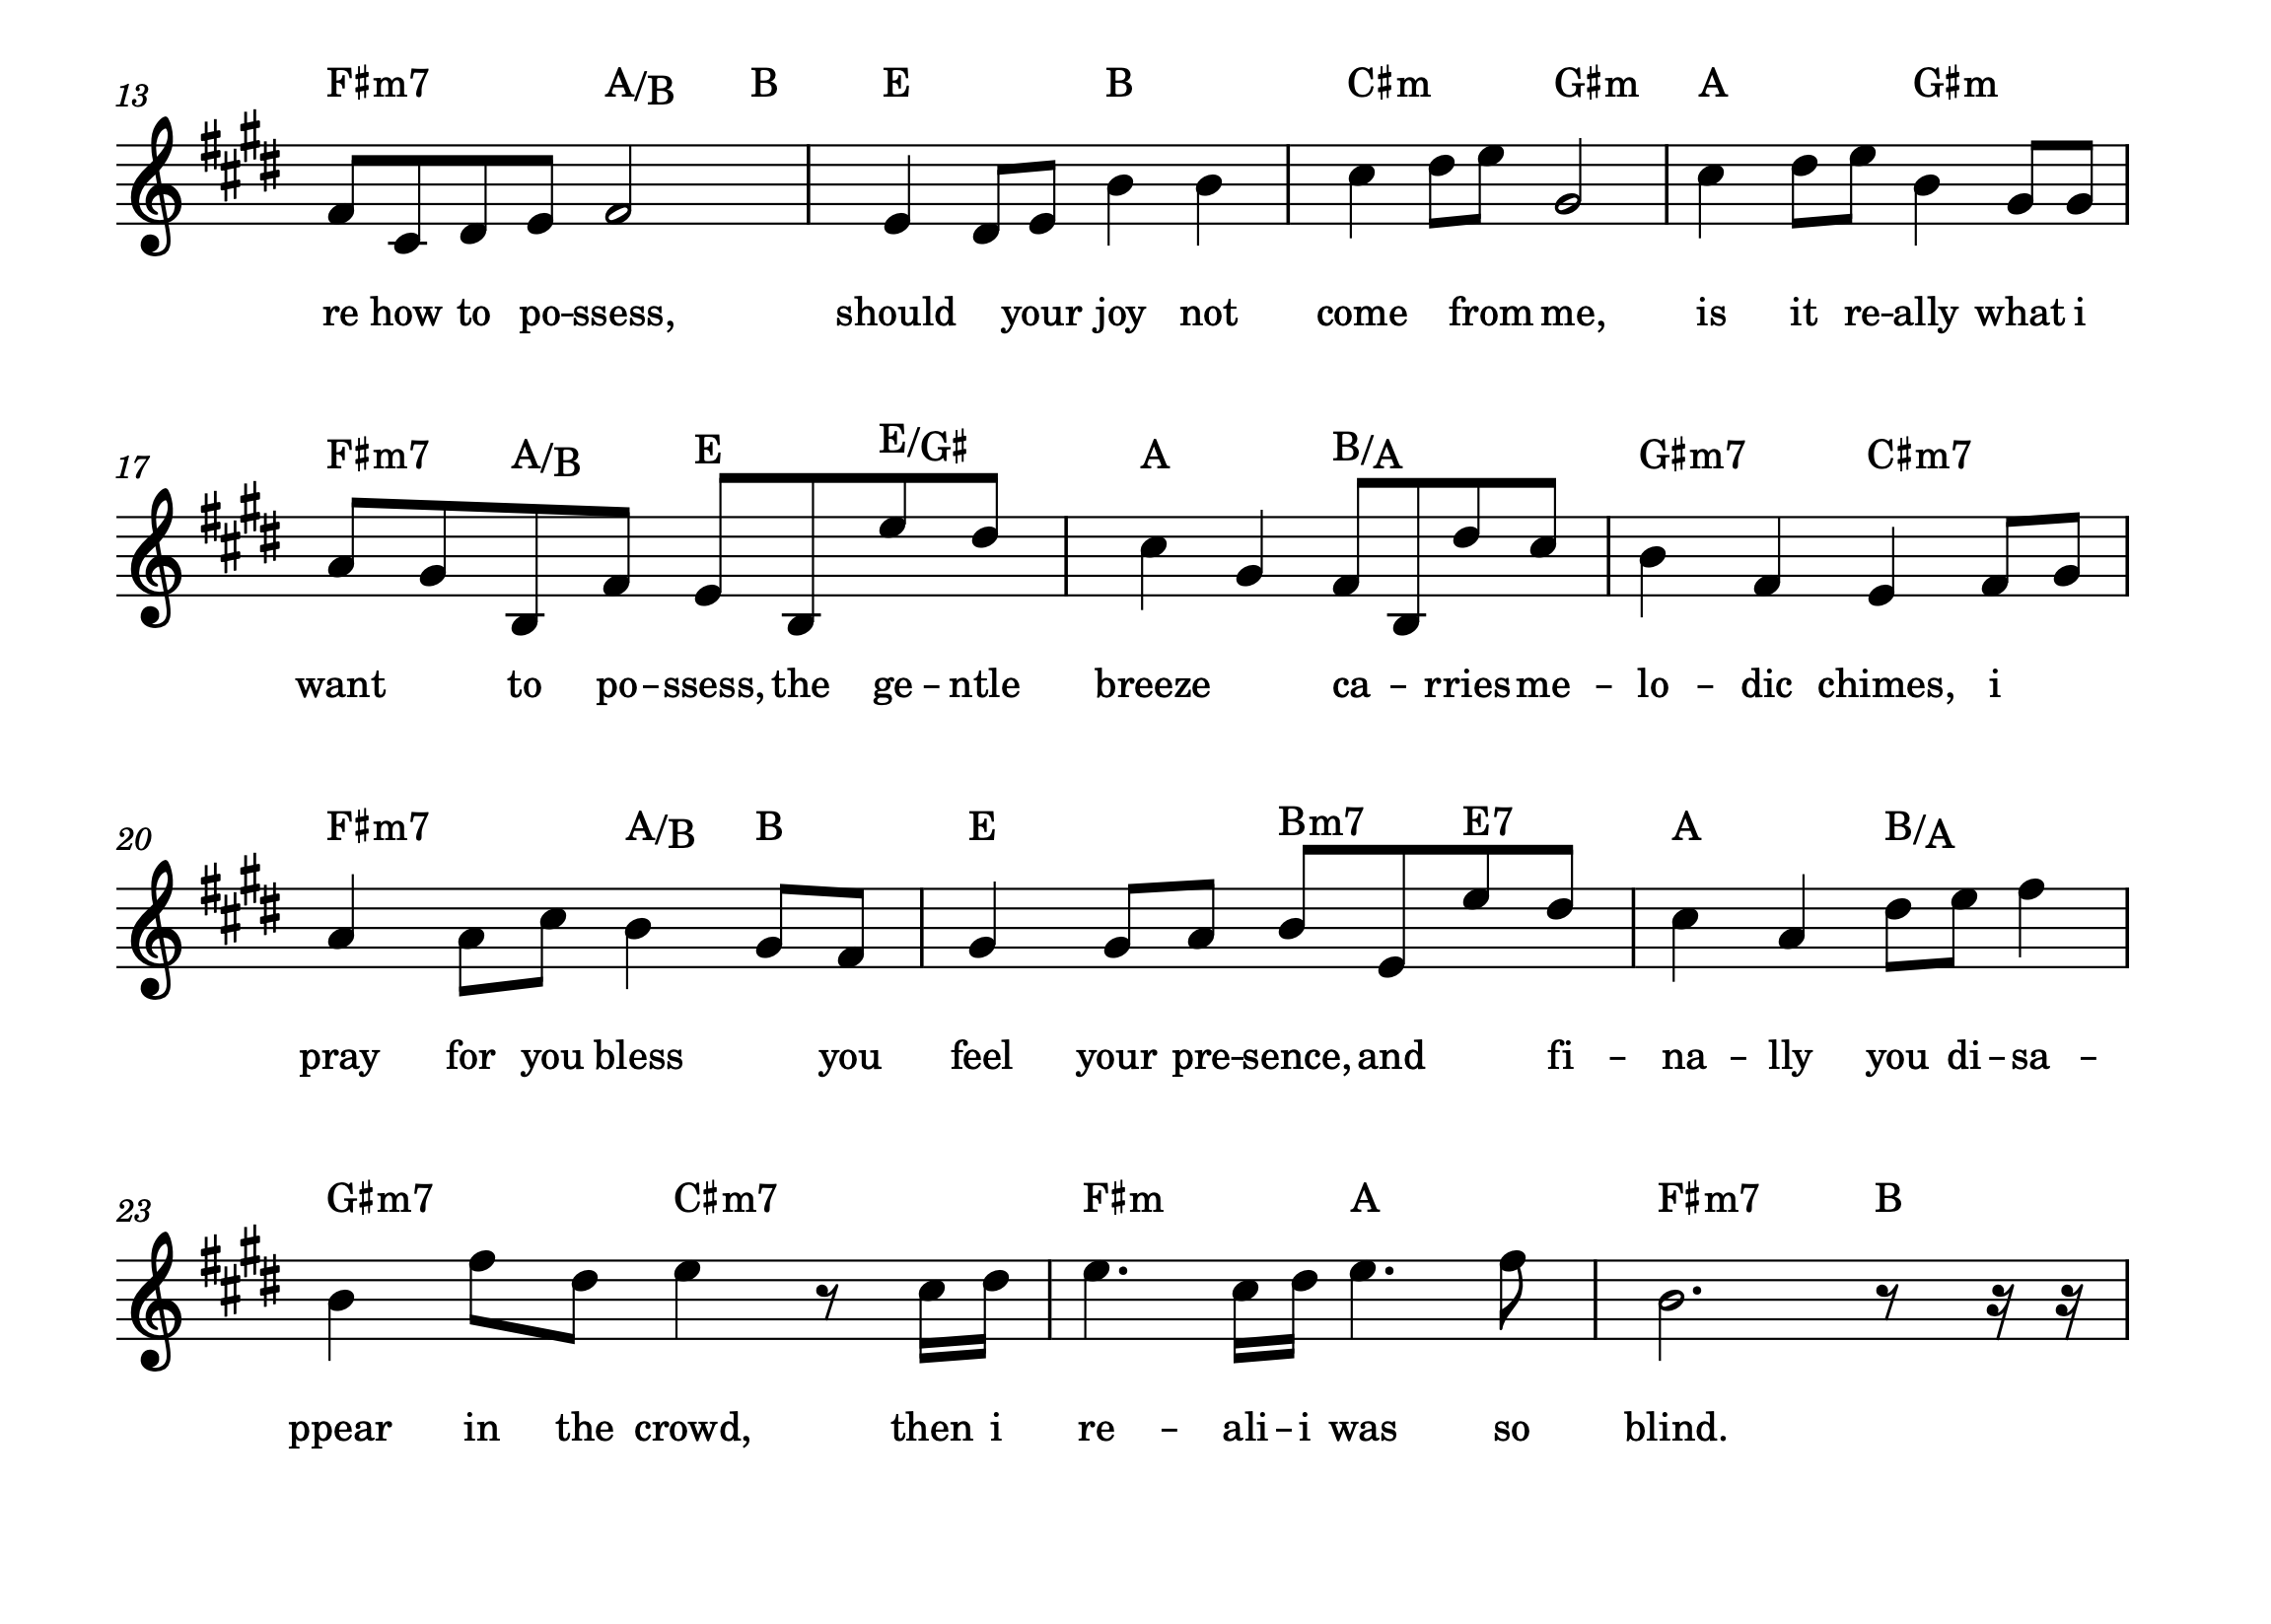 13 F♯m7 A/B B E B C♯m G♯m A G♯m
re how to po-ssess, should your joy not come from me, is it re-ally what i
17 F♯m7 A/B E E/G♯ A B/A G♯m7 C♯m7
want to po-ssess, the ge-ntle breeze ca-rries me-lo-dic chimes, i
20 F♯m7 A/B B E Bm7 E7 A B/A
pray for you bless you feel your pre-sence, and fi-na-lly you di-sa-
23 G♯m7 C♯m7 F♯m A F♯m7 B
ppear in the crowd, then i re-ali-i was so blind.